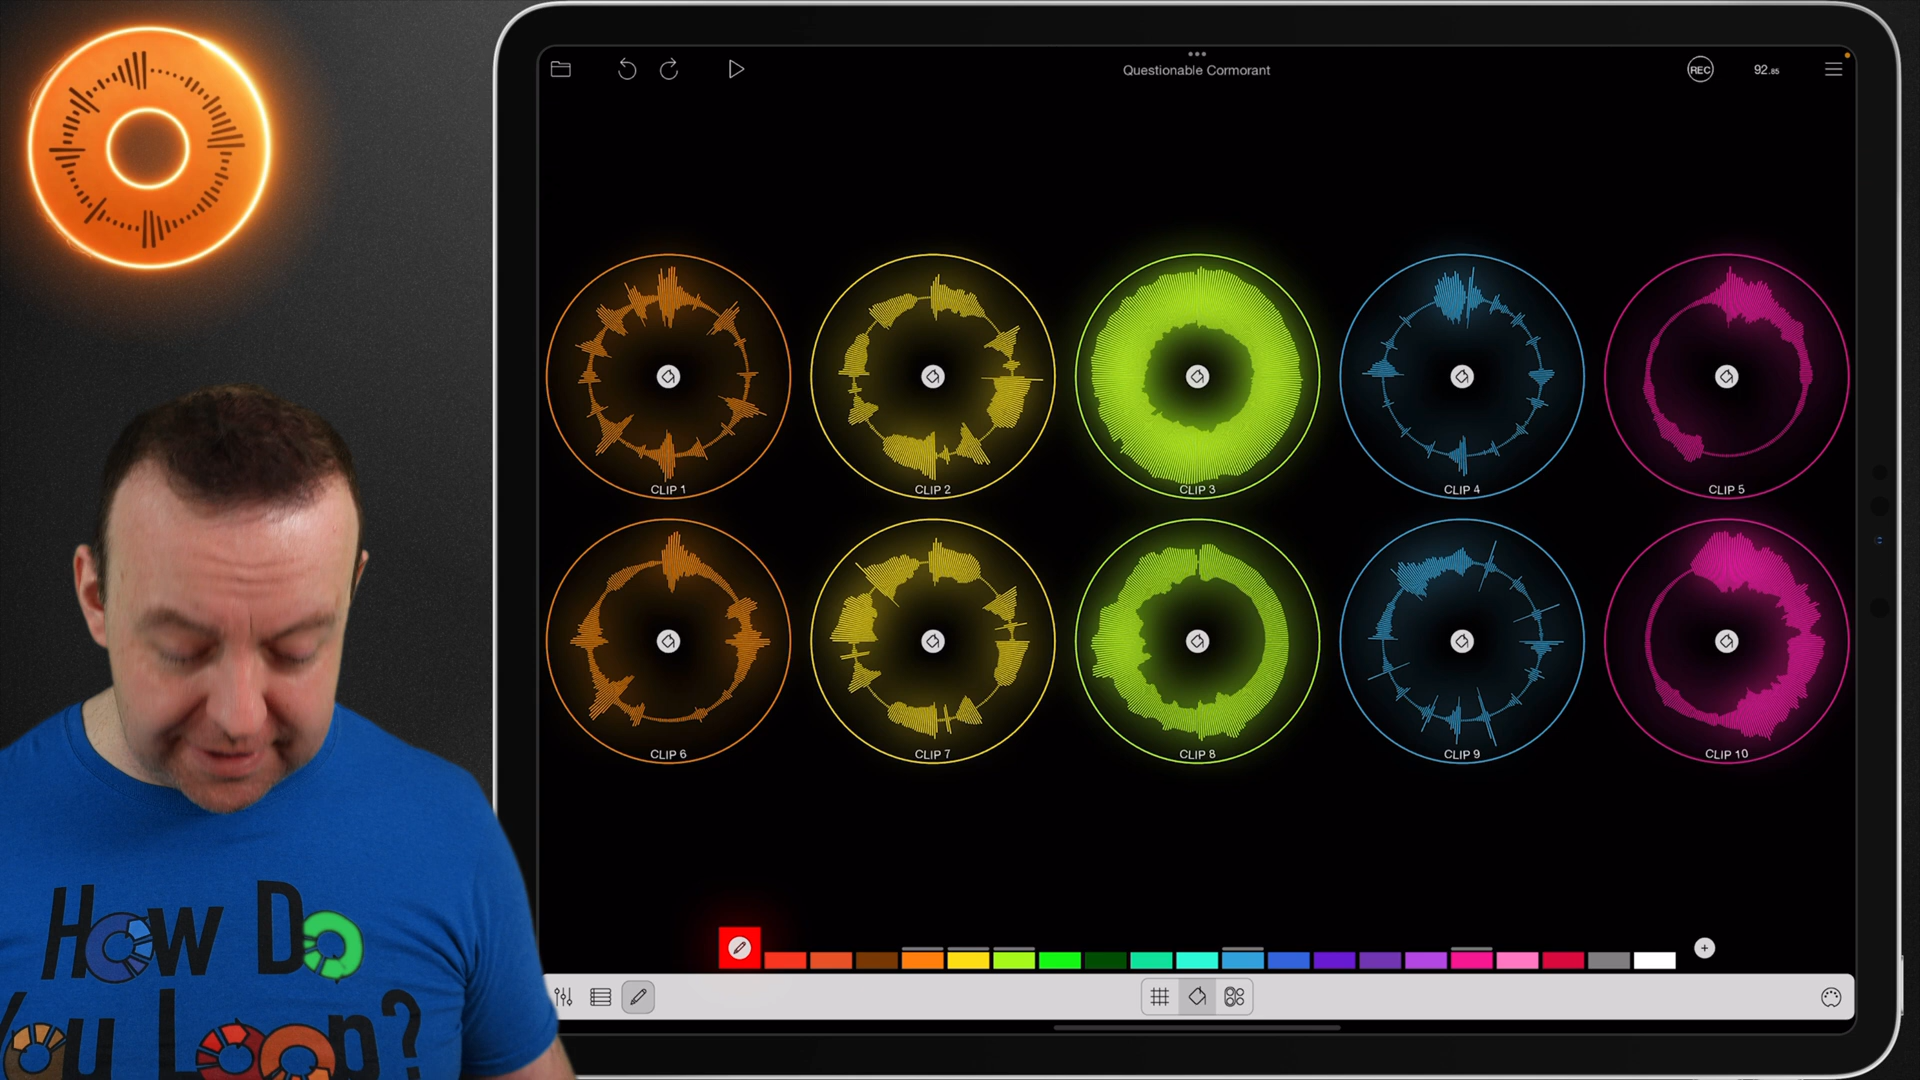 Questionable Cormorant
REC
92.85
CLIP 1
CLIP 2
CLIP 3
CLIP 4
CLIP 5
CLIP 6
CLIP 7
CLIP 8
CLIP 9
CLIP 10
How Do
You Loop?